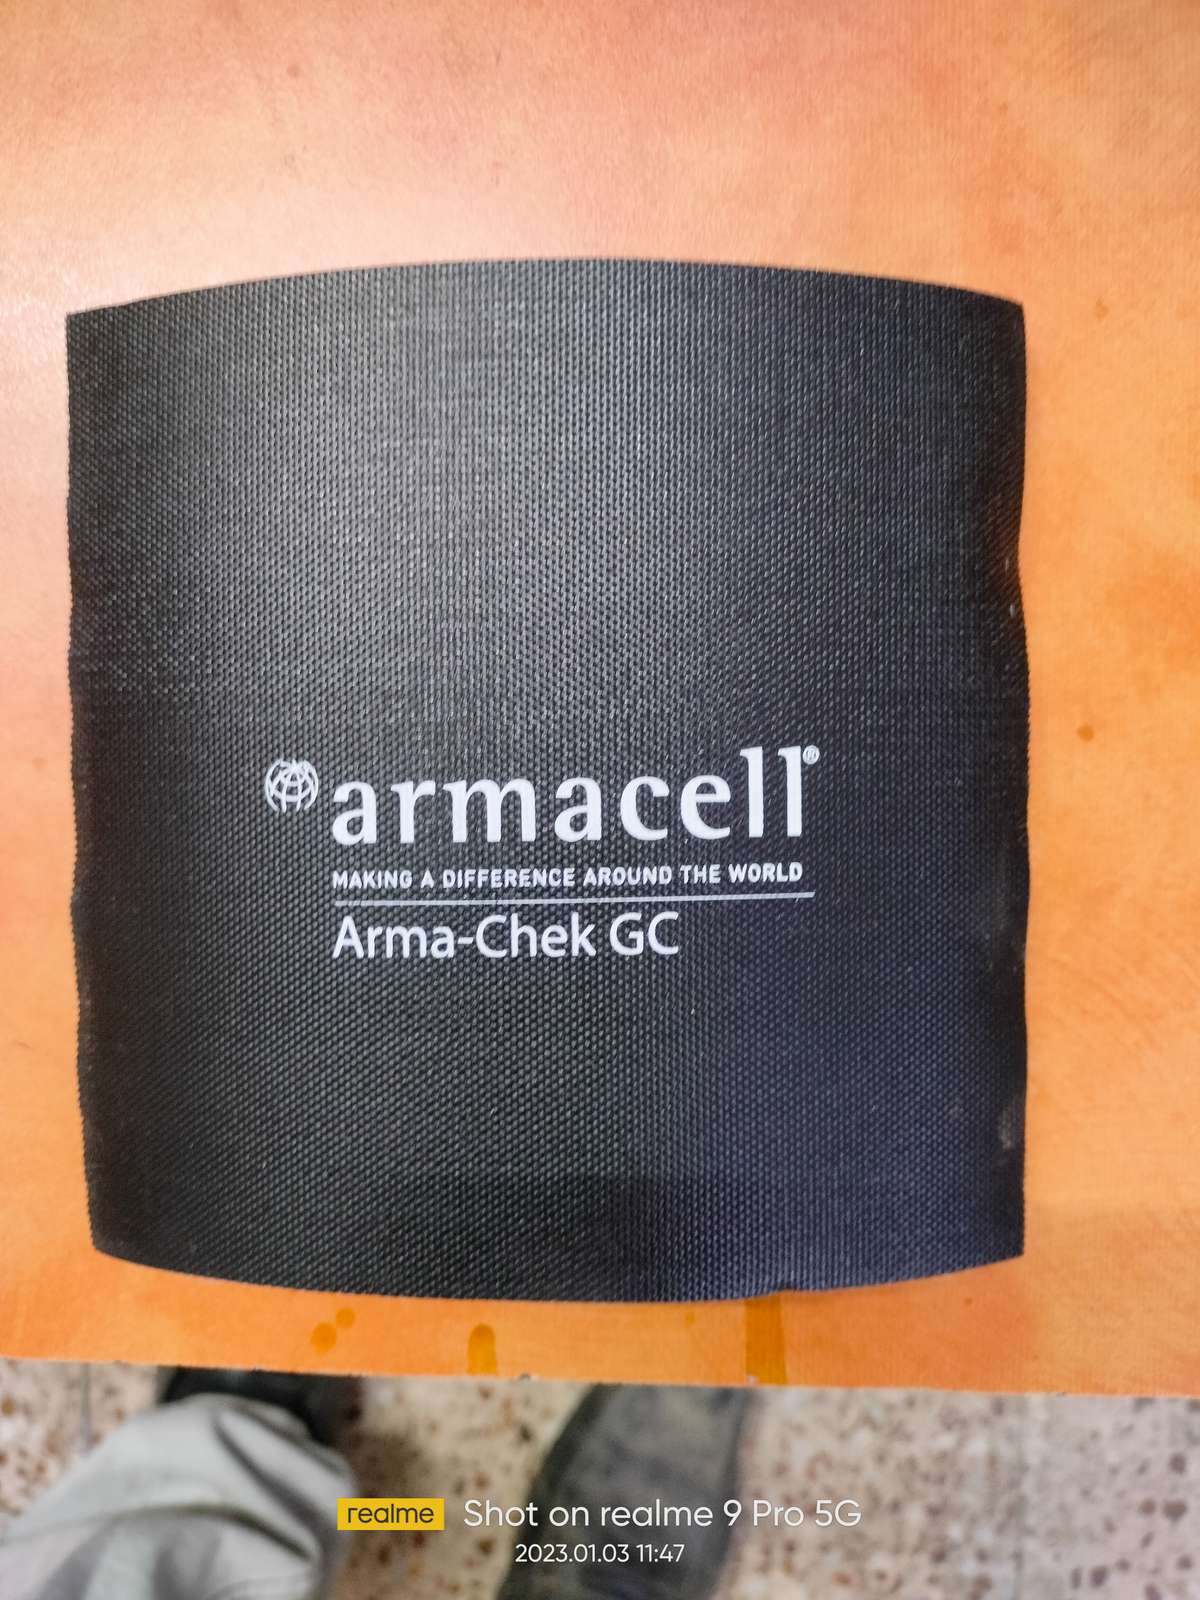 armacell®
MAKING A DIFFERENCE AROUND THE WORLD
Arma-Chek GC
realme Shot on realme 9 Pro 5G
2023.01.03 11:47